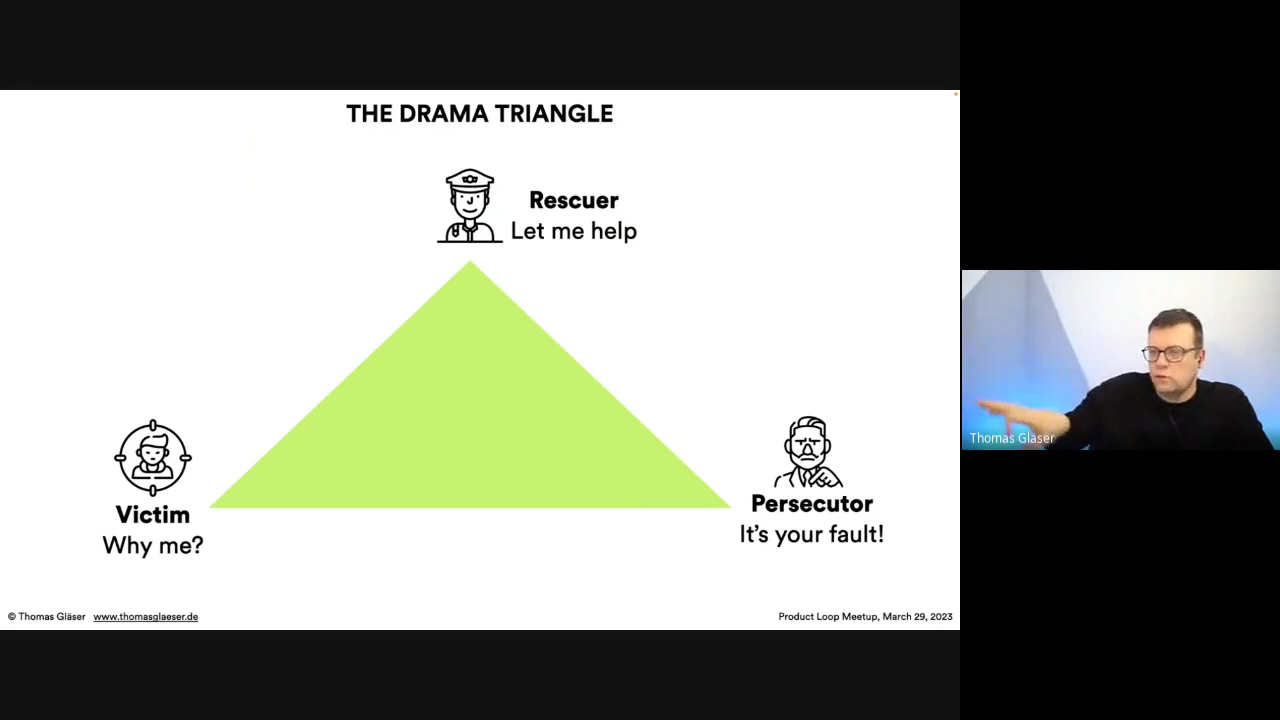 THE DRAMA TRIANGLE
Rescuer
Let me help
Victim
Why me?
Persecutor
It's your fault!
© Thomas Gläser www.thomasglaeser.de
Product Loop Meetup, March 29, 2023
Thomas Gläser